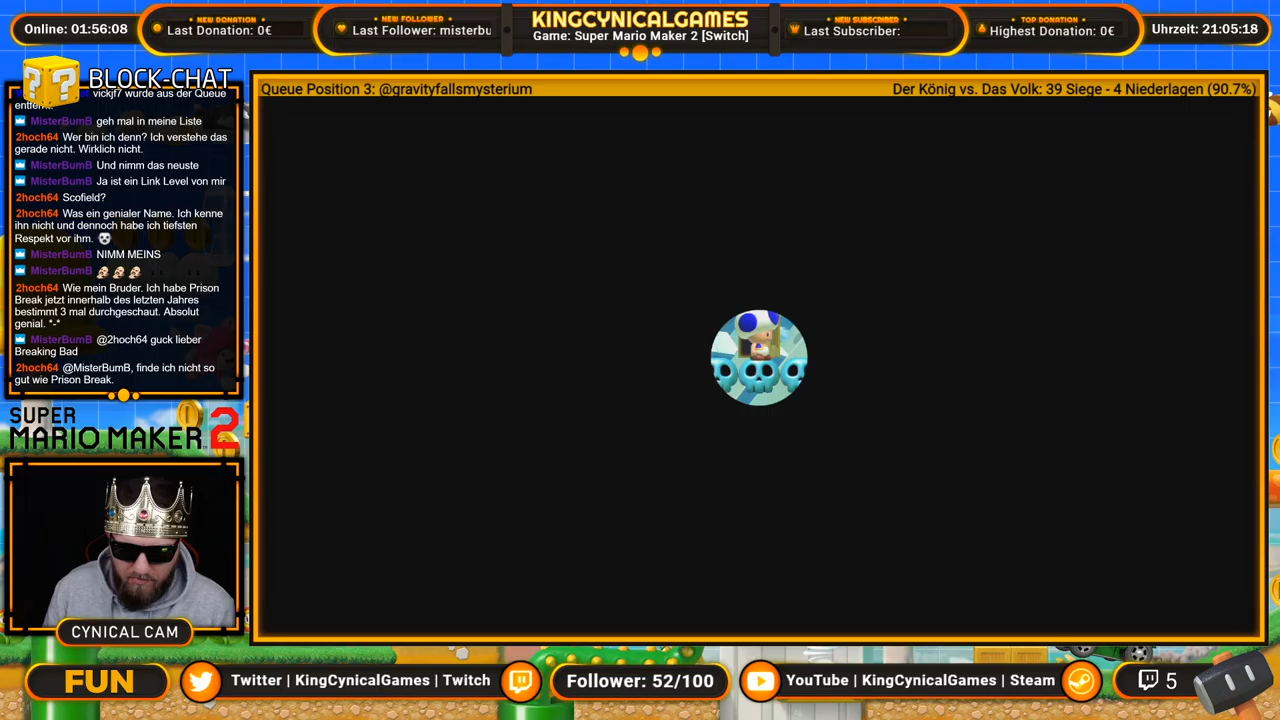 Online: 01:56:08
NEW DONATION
Last Donation: 0€
NEW FOLLOWER
Last Follower: misterbu
KINGCYNICALGAMES
Game: Super Mario Maker 2 [Switch]
NEW SUBSCRIBER
Last Subscriber:
TOP DONATION
Highest Donation: 0€
Uhrzeit: 21:05:18
BLOCK-CHAT
vickjf7 wurde aus der Queue
entfernt.
MisterBumB geh mal in meine Liste
2hoch64 Wer bin ich denn? Ich verstehe das
gerade nicht. Wirklich nicht.
MisterBumB Und nimm das neuste
MisterBumB Ja ist ein Link Level von mir
2hoch64 Scofield?
2hoch64 Was ein genialer Name. Ich kenne
ihn nicht und dennoch habe ich tiefsten
Respekt vor ihm.
MisterBumB NIMM MEINS
MisterBumB
2hoch64 Wie mein Bruder. Ich habe Prison
Break jetzt innerhalb des letzten Jahres
bestimmt 3 mal durchgeschaut. Absolut
genial. *-*
MisterBumB @2hoch64 guck lieber
Breaking Bad
2hoch64 @MisterBumB, finde ich nicht so
gut wie Prison Break.
Queue Position 3: @gravityfallsmysterium
Der König vs. Das Volk: 39 Siege - 4 Niederlagen (90.7%)
SUPER
MARIO MAKER 2
CYNICAL CAM
FUN
Twitter | KingCynicalGames | Twitch
Follower: 52/100
YouTube | KingCynicalGames | Steam
5